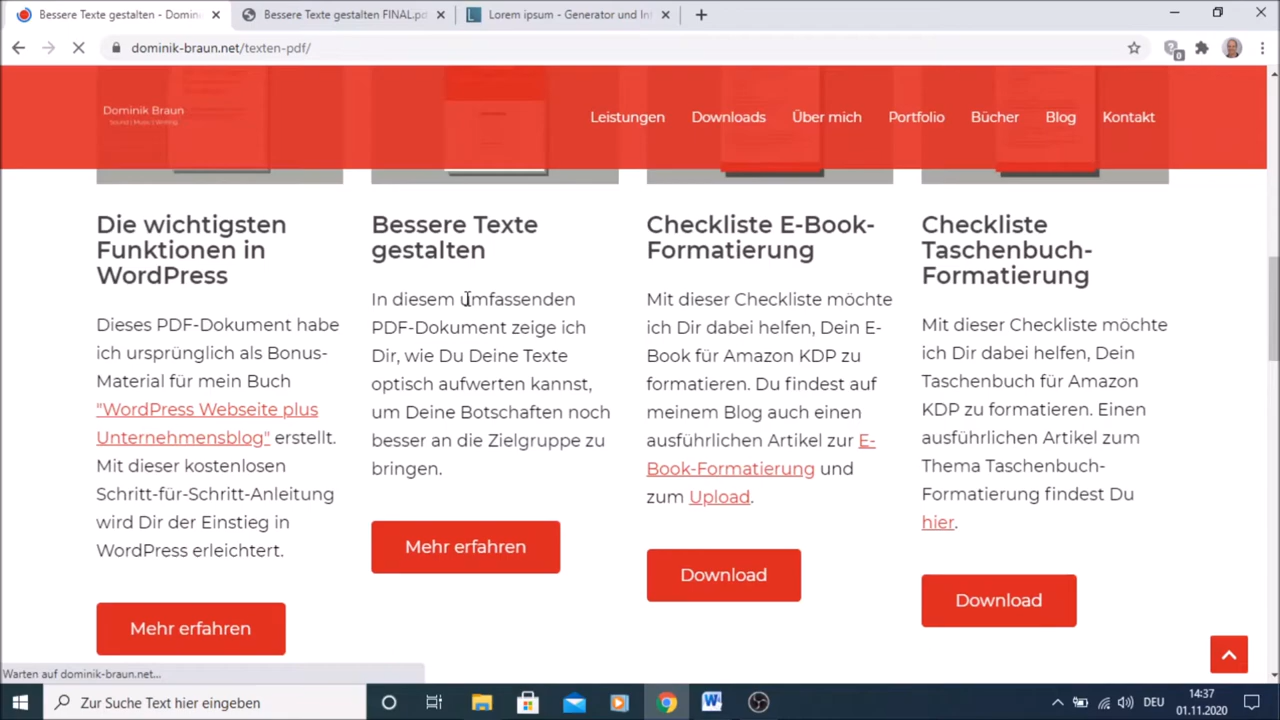 Bessere Texte gestalten - Domin
Bessere Texte gestalten FINAL.pd
Lorem ipsum - Generator und Inf
dominik-braun.net/texten-pdf/
Dominik Braun
Sound | Music | Writing
Leistungen
Downloads
Über mich
Portfolio
Bücher
Blog
Kontakt
Die wichtigsten
Funktionen in
WordPress
Dieses PDF-Dokument habe
ich ursprünglich als Bonus-
Material für mein Buch
"WordPress Webseite plus
Unternehmensblog" erstellt.
Mit dieser kostenlosen
Schritt-für-Schritt-Anleitung
wird Dir der Einstieg in
WordPress erleichtert.
Mehr erfahren
Bessere Texte
gestalten
In diesem umfassenden
PDF-Dokument zeige ich
Dir, wie Du Deine Texte
optisch aufwerten kannst,
um Deine Botschaften noch
besser an die Zielgruppe zu
bringen.
Mehr erfahren
Checkliste E-Book-
Formatierung
Mit dieser Checkliste möchte
ich Dir dabei helfen, Dein E-
Book für Amazon KDP zu
formatieren. Du findest auf
meinem Blog auch einen
ausführlichen Artikel zur E-
Book-Formatierung und
zum Upload.
Download
Checkliste
Taschenbuch-
Formatierung
Mit dieser Checkliste möchte
ich Dir dabei helfen, Dein
Taschenbuch für Amazon
KDP zu formatieren. Einen
ausführlichen Artikel zum
Thema Taschenbuch-
Formatierung findest Du
hier.
Download
Warten auf dominik-braun.net...
Zur Suche Text hier eingeben
DEU
14:37
01.11.2020